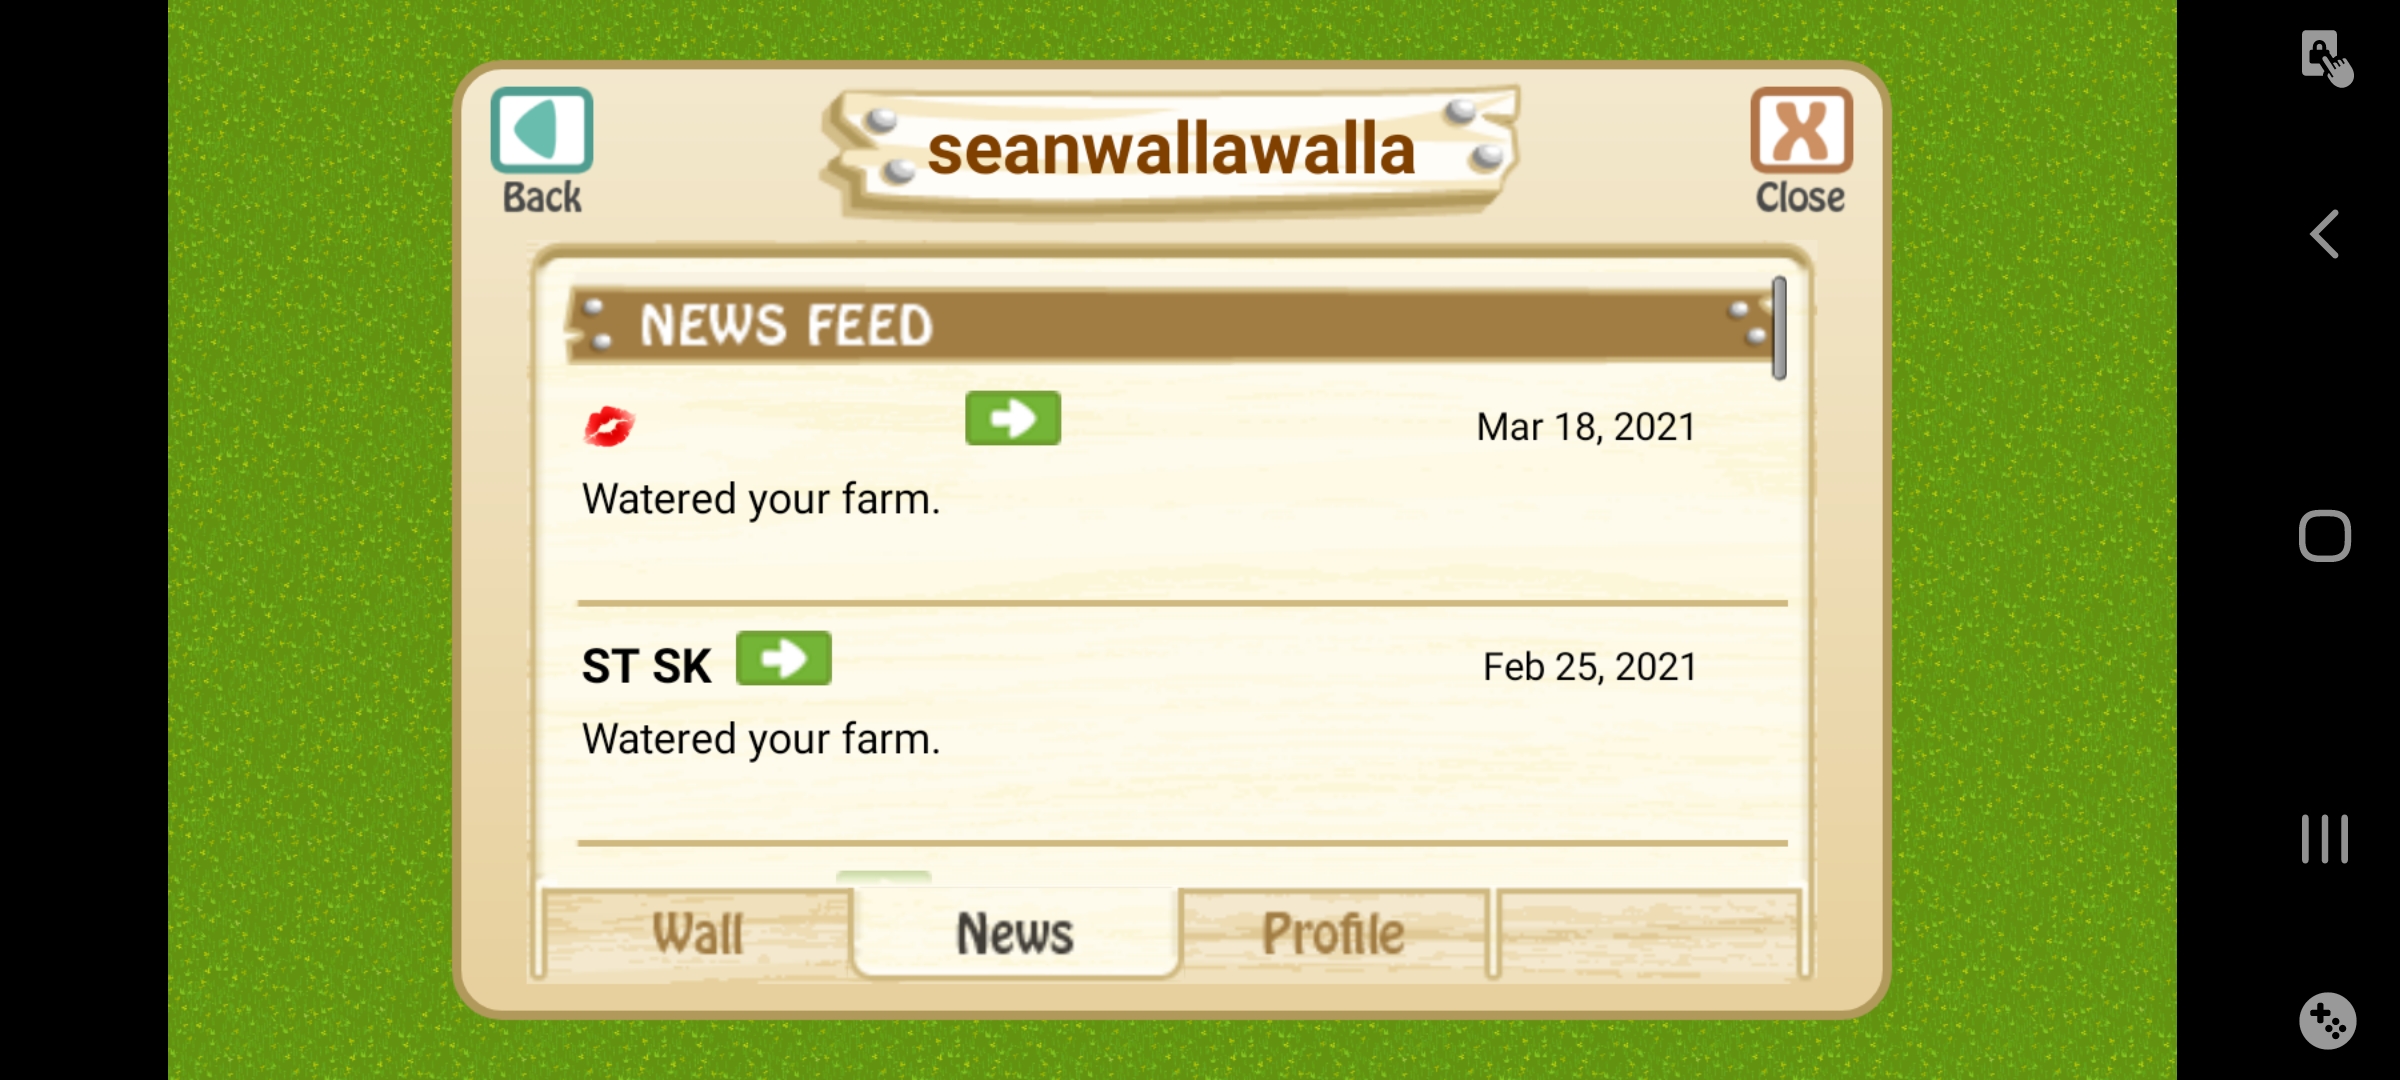 Back
seanwallawalla
Close
NEWS FEED
💋 Mar 18, 2021
Watered your farm.
ST SK Feb 25, 2021
Watered your farm.
Wall News Profile